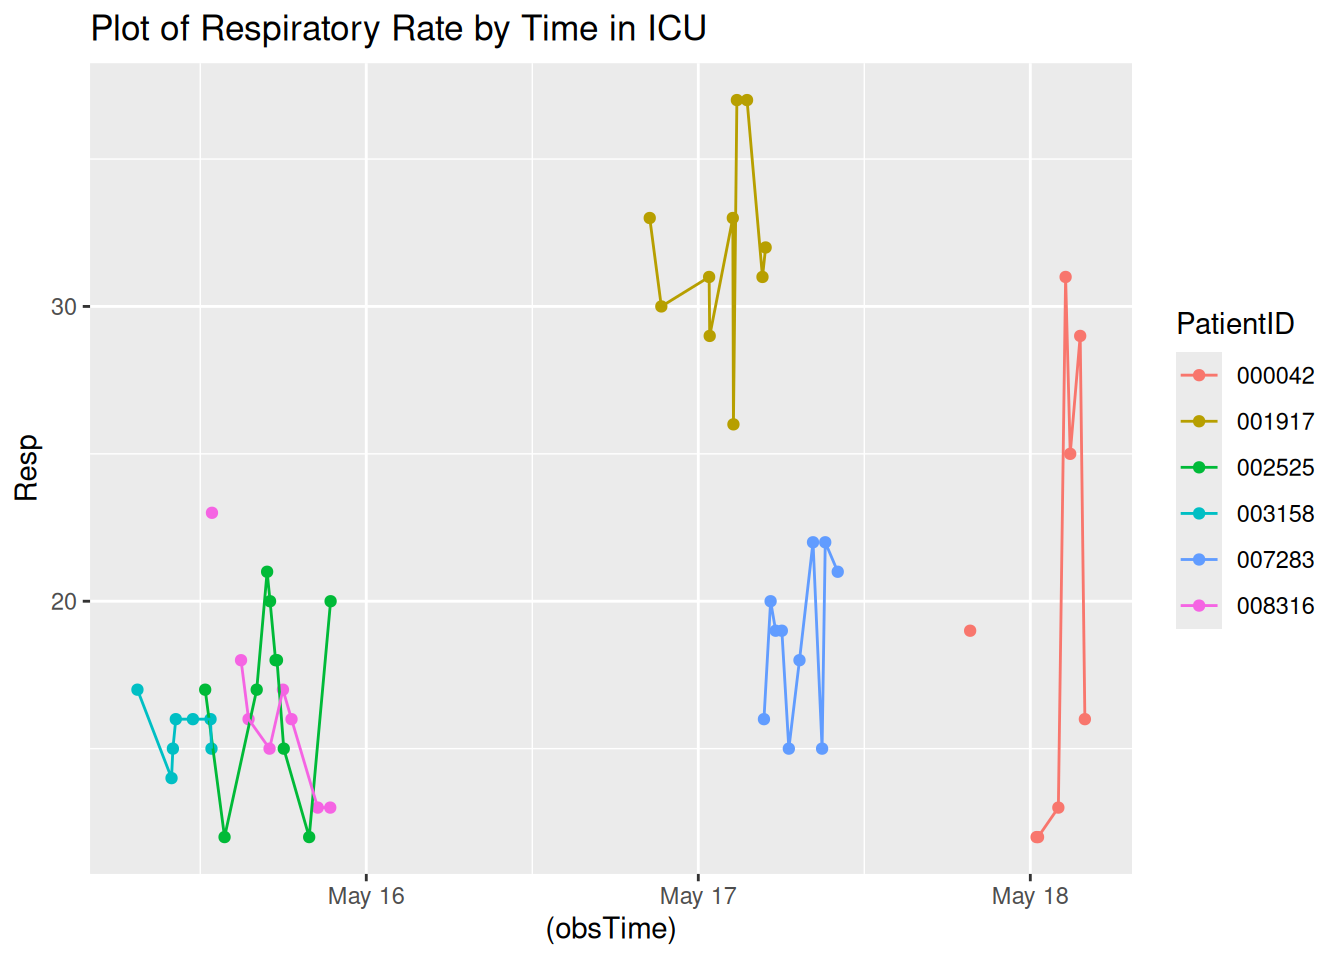 Plot of Respiratory Rate by Time in ICU
Resp
30
20
May 16
May 17
May 18
(obsTime)
PatientID
000042
001917
002525
003158
007283
008316